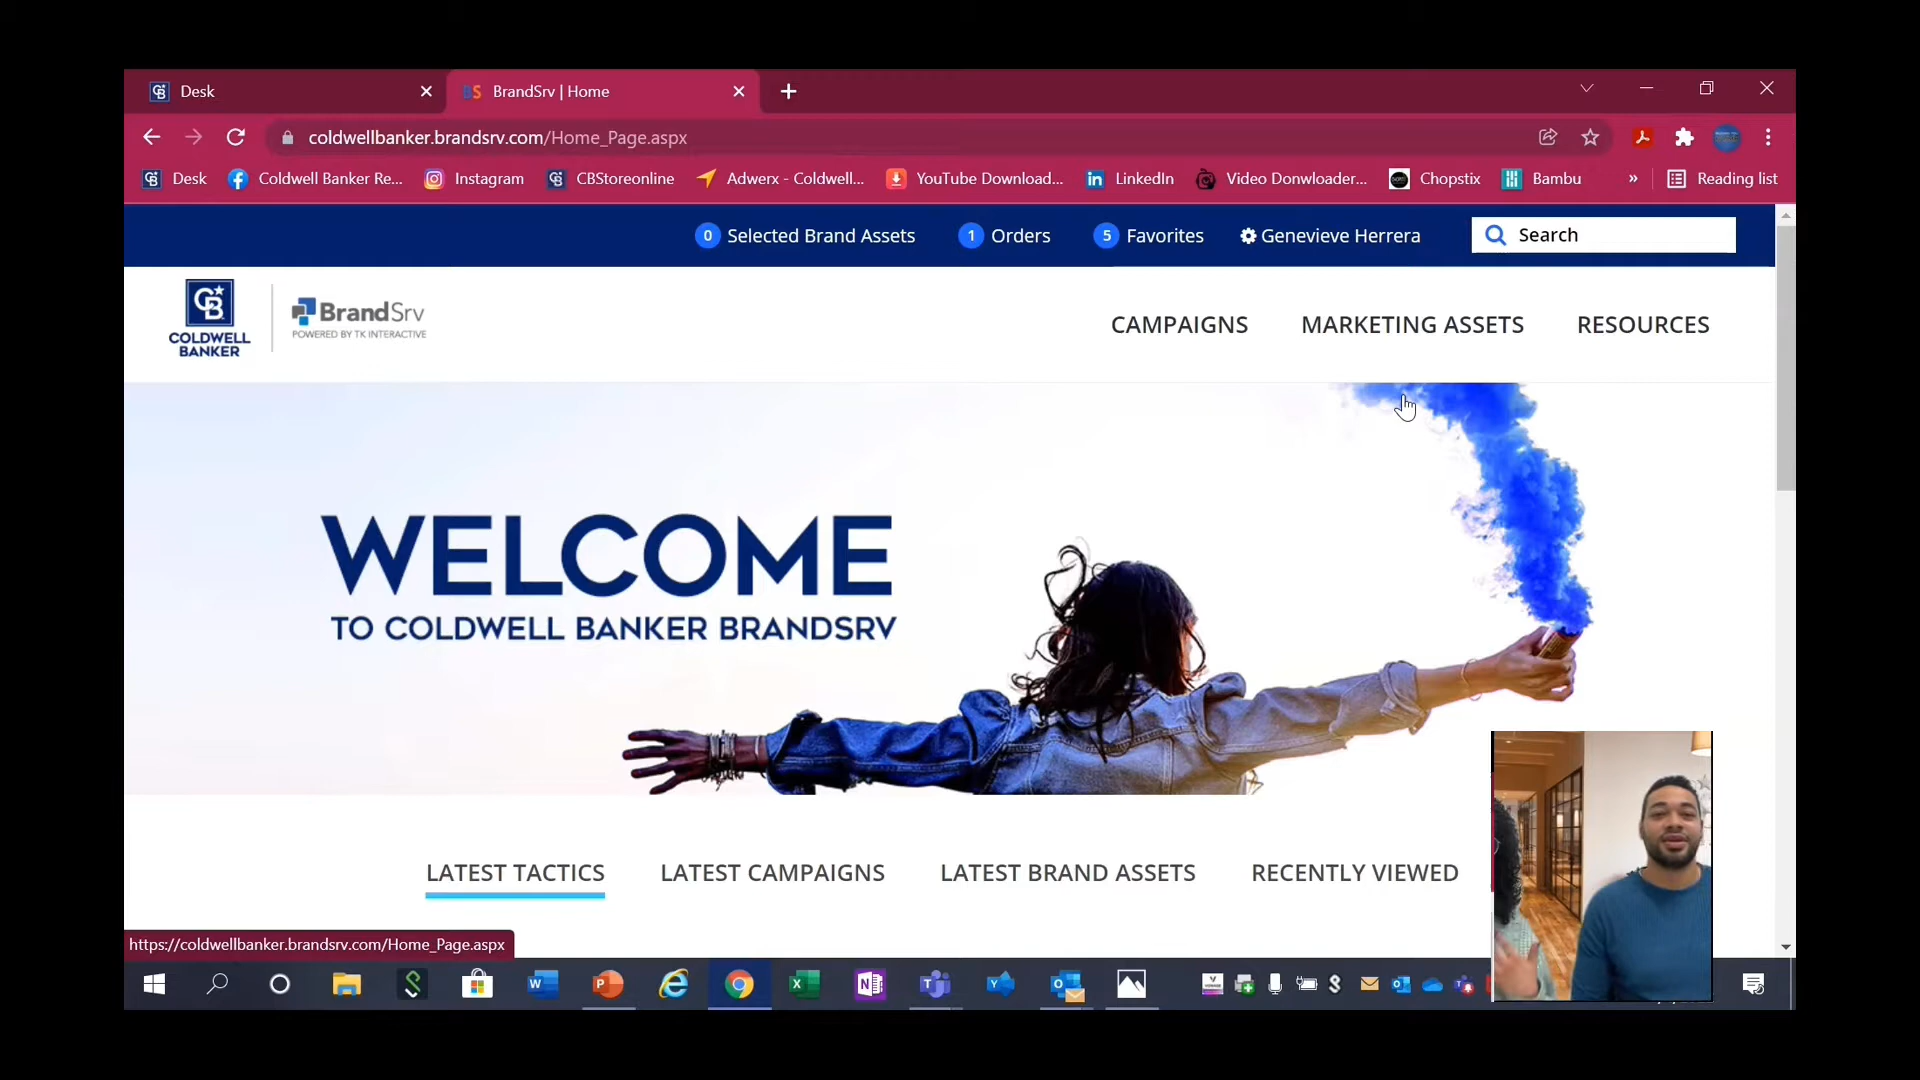 Desk
BS BrandSrv | Home
coldwellbanker.brandsrv.com/Home_Page.aspx
Desk
Coldwell Banker Re...
Instagram
CBStoreonline
Adwerx - Coldwell...
YouTube Download...
LinkedIn
Video Donwloader...
Chopstix
Bambu
»
Reading list
0 Selected Brand Assets
1 Orders
5 Favorites
Genevieve Herrera
Search
CB
COLDWELL
BANKER
BrandSrv
POWERED BY TK INTERACTIVE
CAMPAIGNS
MARKETING ASSETS
RESOURCES
WELCOME
TO COLDWELL BANKER BRANDSRV
LATEST TACTICS
LATEST CAMPAIGNS
LATEST BRAND ASSETS
RECENTLY VIEWED
https://coldwellbanker.brandsrv.com/Home_Page.aspx